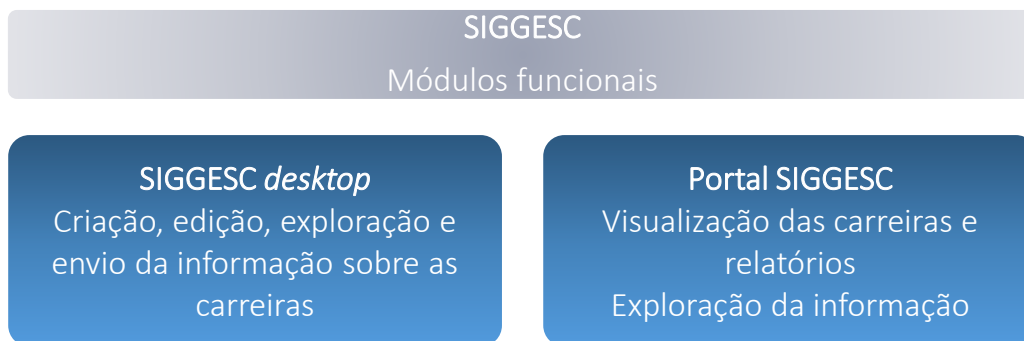 SIGGESC
Módulos funcionais
SIGGESC desktop
Criação, edição, exploração e
envio da informação sobre as
carreiras
Portal SIGGESC
Visualização das carreiras e
relatórios
Exploração da informação